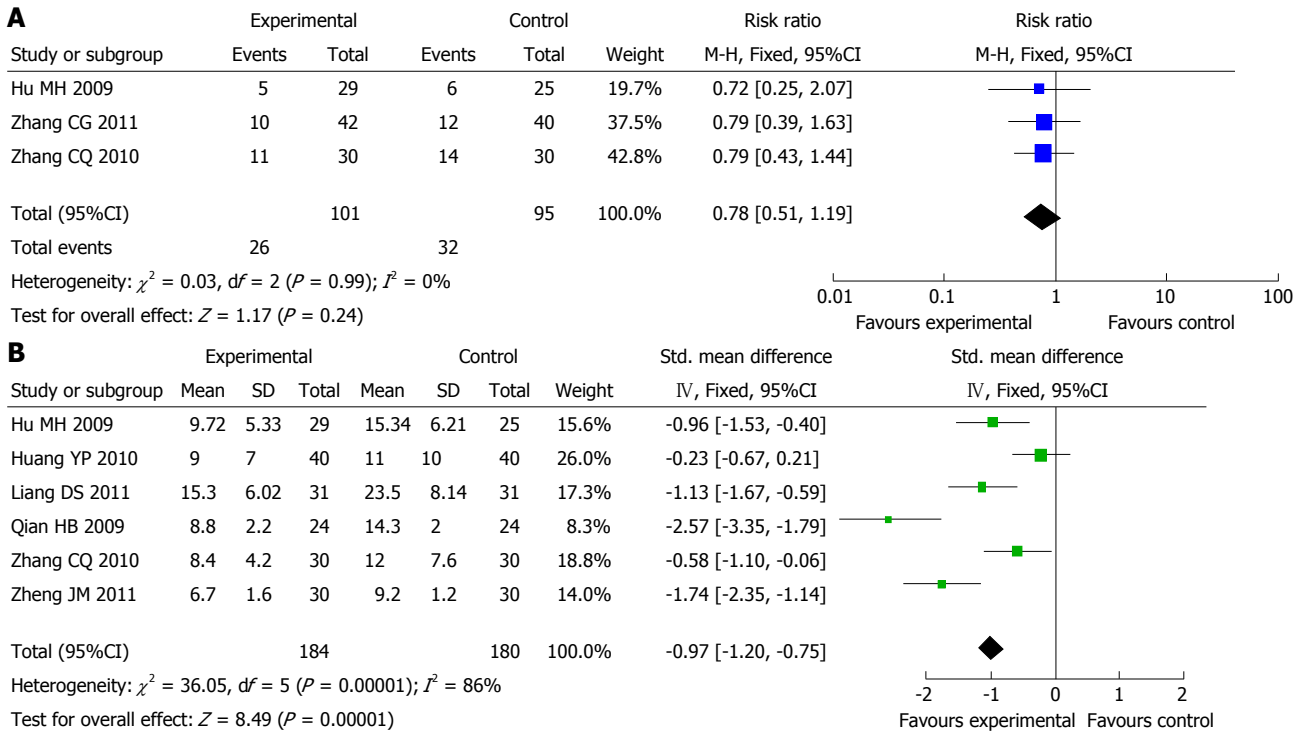 A
Experimental Control Risk ratio Risk ratio
Study or subgroup Events Total Events Total Weight M-H, Fixed, 95%CI M-H, Fixed, 95%CI
Hu MH 2009 5 29 6 25 19.7% 0.72 [0.25, 2.07]
Zhang CG 2011 10 42 12 40 37.5% 0.79 [0.39, 1.63]
Zhang CQ 2010 11 30 14 30 42.8% 0.79 [0.43, 1.44]
Total (95%CI) 101 95 100.0% 0.78 [0.51, 1.19]
Total events 26 32
Heterogeneity: χ² = 0.03, df = 2 (P = 0.99); I² = 0%
Test for overall effect: Z = 1.17 (P = 0.24)
0.01 0.1 1 10 100
Favours experimental Favours control
B
Experimental Control Std. mean difference Std. mean difference
Study or subgroup Mean SD Total Mean SD Total Weight Ⅳ, Fixed, 95%CI Ⅳ, Fixed, 95%CI
Hu MH 2009 9.72 5.33 29 15.34 6.21 25 15.6% -0.96 [-1.53, -0.40]
Huang YP 2010 9 7 40 11 10 40 26.0% -0.23 [-0.67, 0.21]
Liang DS 2011 15.3 6.02 31 23.5 8.14 31 17.3% -1.13 [-1.67, -0.59]
Qian HB 2009 8.8 2.2 24 14.3 2 24 8.3% -2.57 [-3.35, -1.79]
Zhang CQ 2010 8.4 4.2 30 12 7.6 30 18.8% -0.58 [-1.10, -0.06]
Zheng JM 2011 6.7 1.6 30 9.2 1.2 30 14.0% -1.74 [-2.35, -1.14]
Total (95%CI) 184 180 100.0% -0.97 [-1.20, -0.75]
Heterogeneity: χ² = 36.05, df = 5 (P = 0.00001); I² = 86%
Test for overall effect: Z = 8.49 (P = 0.00001)
-2 -1 0 1 2
Favours experimental Favours control